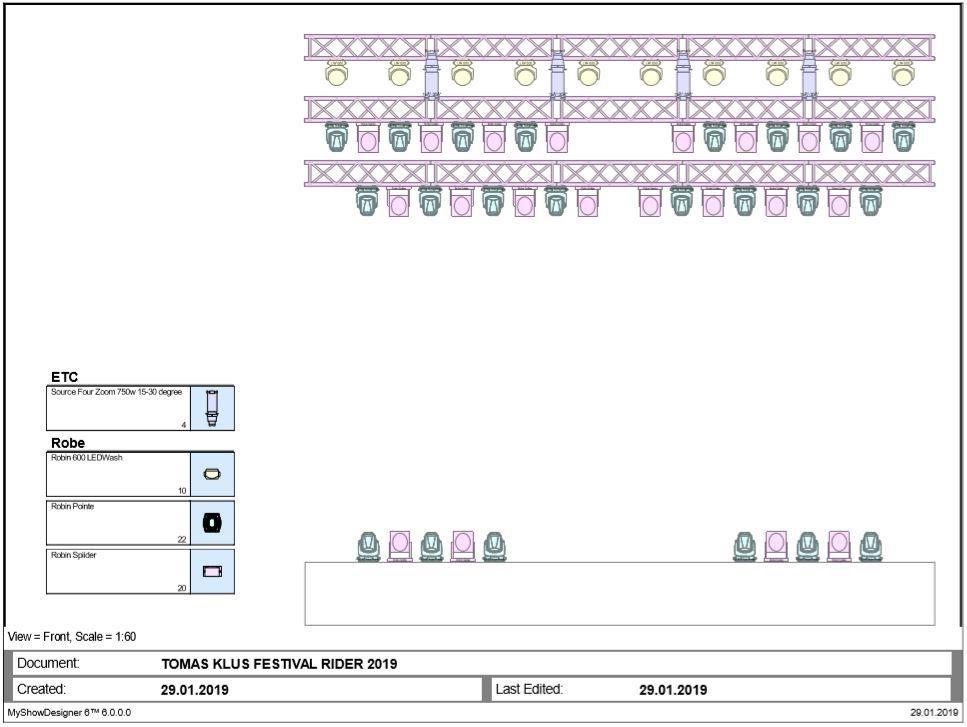 ETC
Source Four Zoom 750w 15-30 degree
4
Robe
Robin 600 LEDWash
10
Robin Pointe
22
Robin Spiider
20
View = Front, Scale = 1:60
Document: TOMAS KLUS FESTIVAL RIDER 2019
Created: 29.01.2019 Last Edited: 29.01.2019
MyShowDesigner 6™ 6.0.0.0 29.01.2019